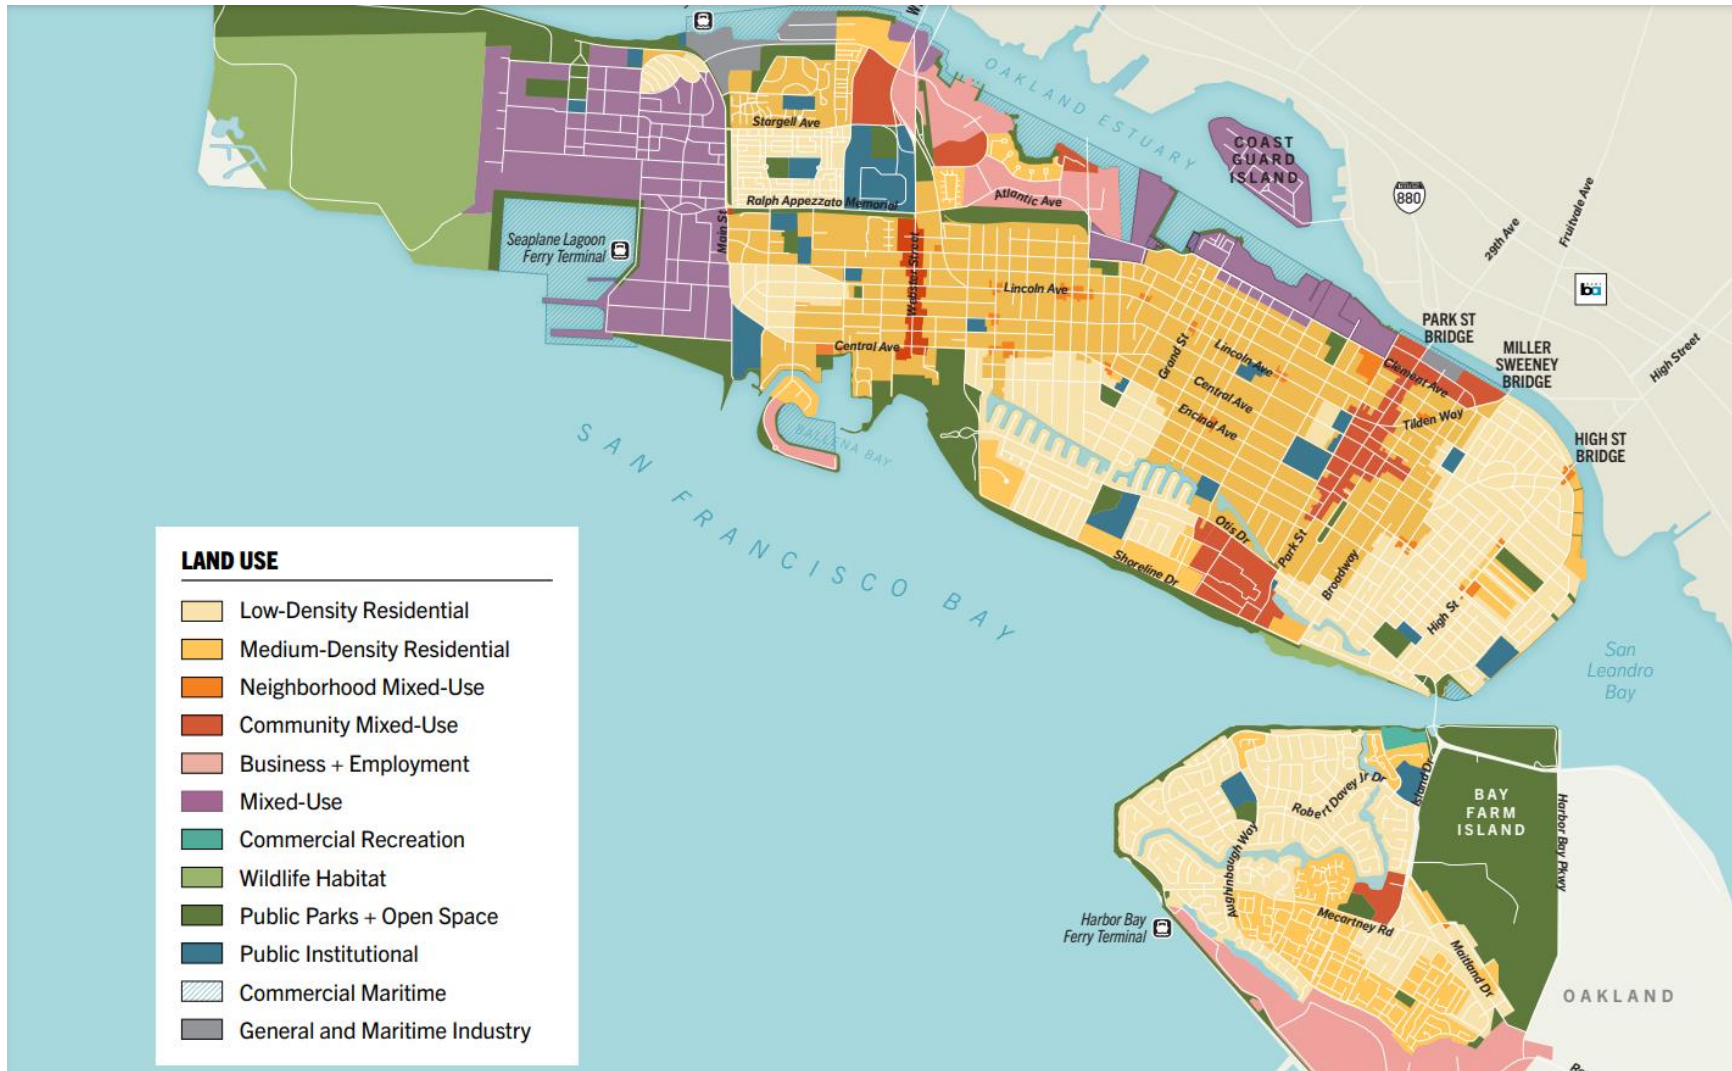 W
OAKLAND ESTUARY
COAST
GUARD
ISLAND
880
29th Ave
Fruitvale Ave
ba
High Street
Stargell Ave
Ralph Appezzato Memorial
Atlantic Ave
Main St
Webster Street
Seaplane Lagoon
Ferry Terminal
Lincoln Ave
Central Ave
Grand St
Lincoln Ave
Central Ave
Encinal Ave
PARK ST
BRIDGE
MILLER
SWEENEY
BRIDGE
Clement Ave
Tilden Way
HIGH ST
BRIDGE
BALLENA BAY
SAN FRANCISCO BAY
Otis Dr
Park St
Broadway
Shoreline Dr
High St
San
Leandro
Bay
LAND USE
Low-Density Residential
Medium-Density Residential
Neighborhood Mixed-Use
Community Mixed-Use
Business + Employment
Mixed-Use
Commercial Recreation
Wildlife Habitat
Public Parks + Open Space
Public Institutional
Commercial Maritime
General and Maritime Industry
Robert Davey Jr Dr
Island Dr
BAY
FARM
ISLAND
Harbor Bay Pkwy
Aughinbaugh Way
Harbor Bay
Ferry Terminal
Mecartney Rd
Maitland Dr
OAKLAND